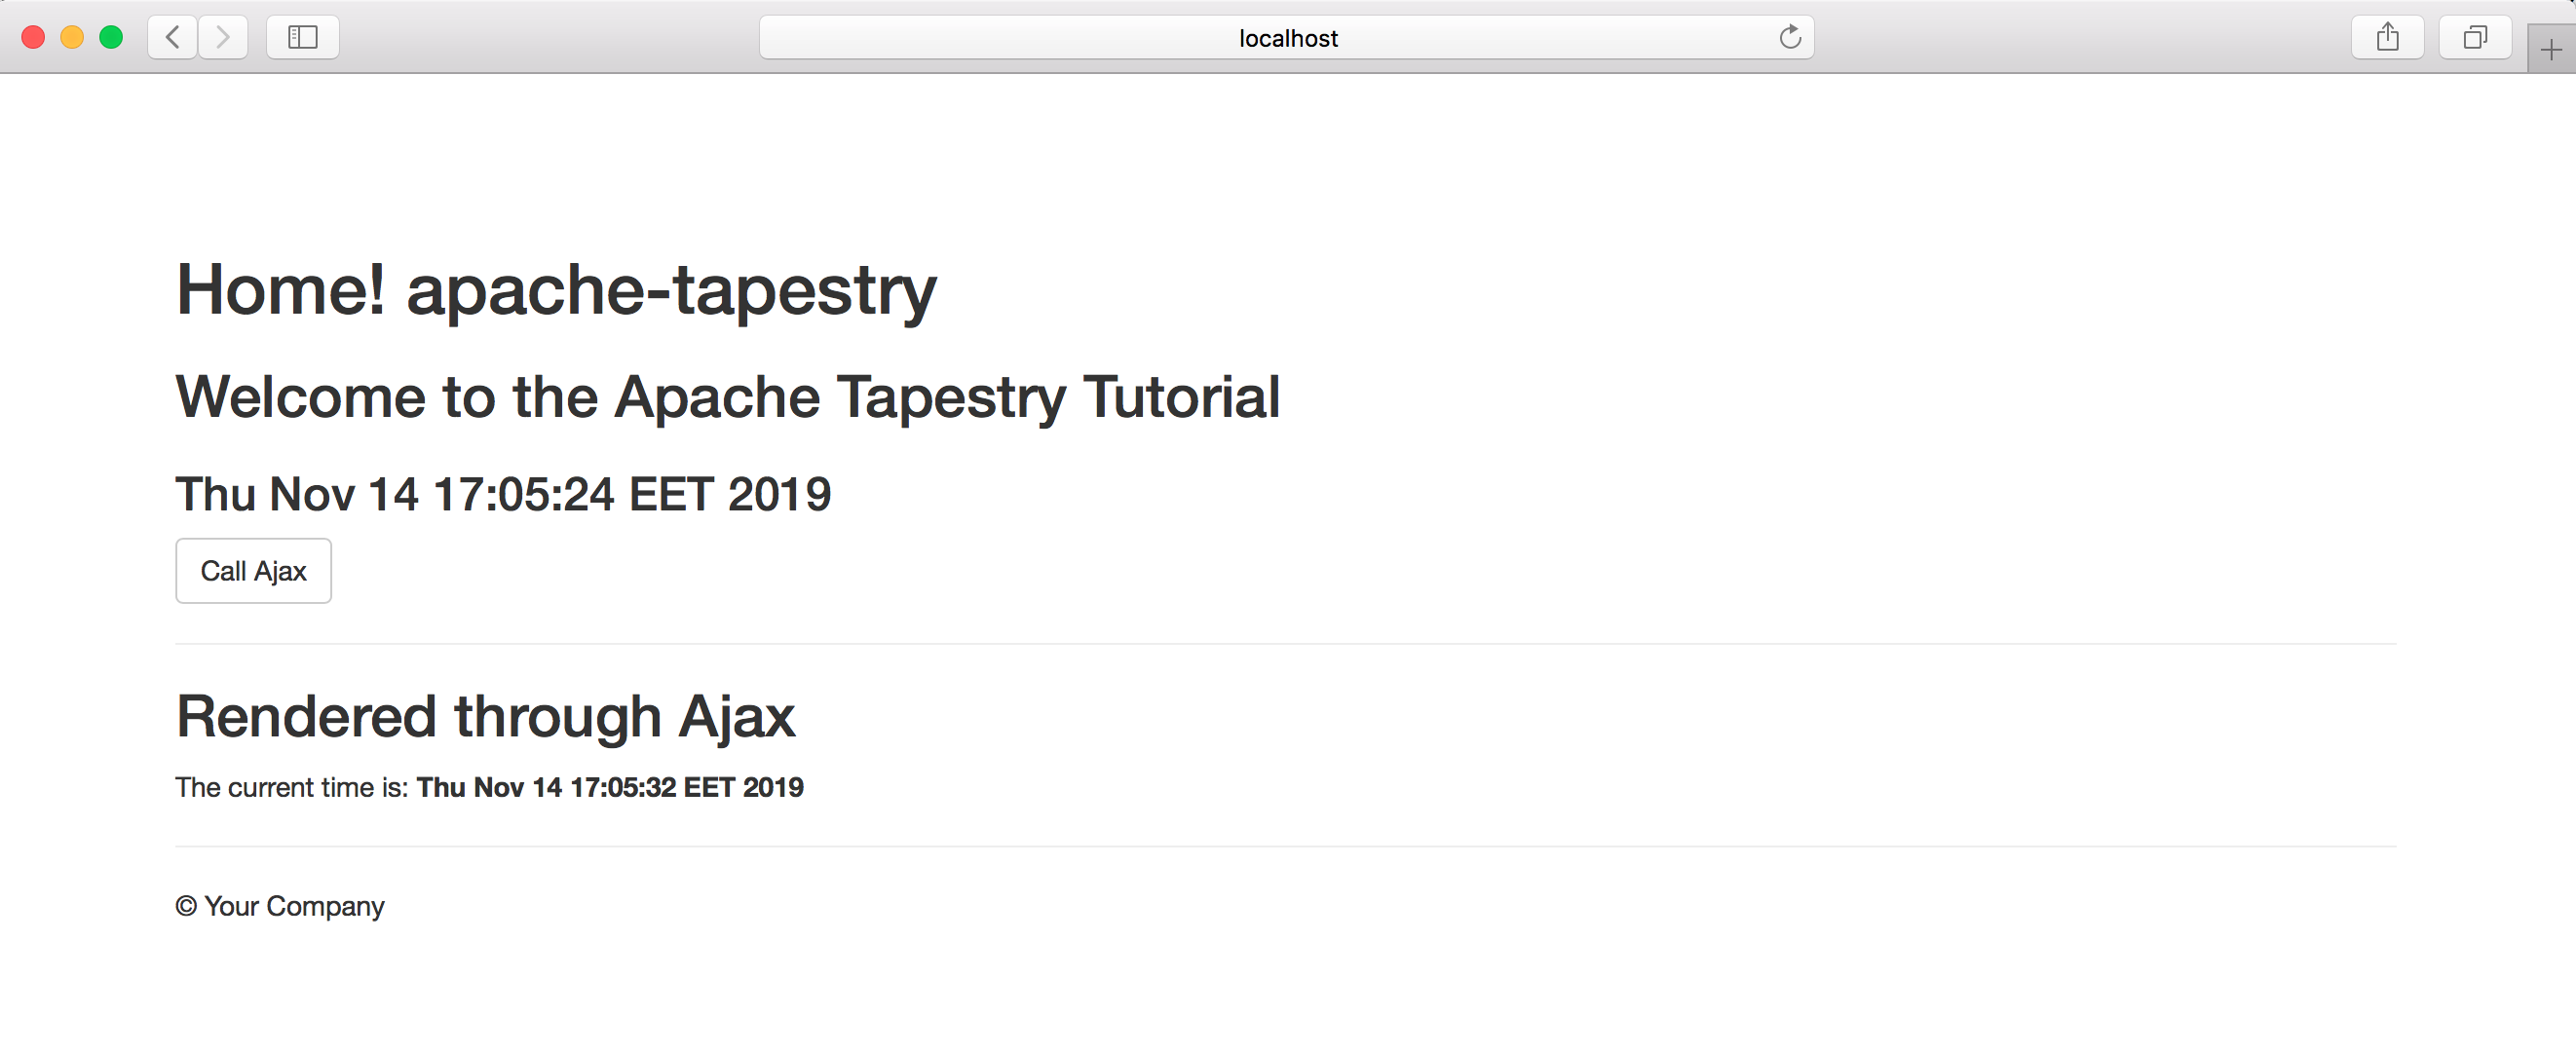 localhost
Home! apache-tapestry
Welcome to the Apache Tapestry Tutorial
Thu Nov 14 17:05:24 EET 2019
Call Ajax
Rendered through Ajax
The current time is: Thu Nov 14 17:05:32 EET 2019
© Your Company